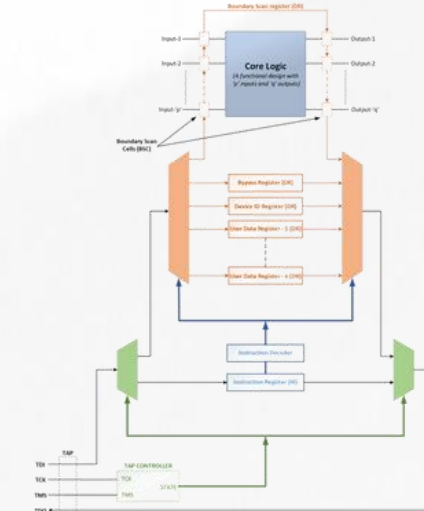 Boundary Scan register (DR)
Input-1
Output 1
Input-2
Output 2
Core Logic
(A functional design with
'p' inputs and 'q' outputs)
Input-'p'
Output 'q'
Boundary Scan
Cells (BSC)
Bypass Register (DR)
Device ID Register (DR)
User Data Register - 1 (DR)
User Data Register - x (DR)
Instruction Decoder
Instruction Register (IR)
TAP
TDI
TAP CONTROLLER
TCK
TDI
STATE
TMS
TMS
TDO